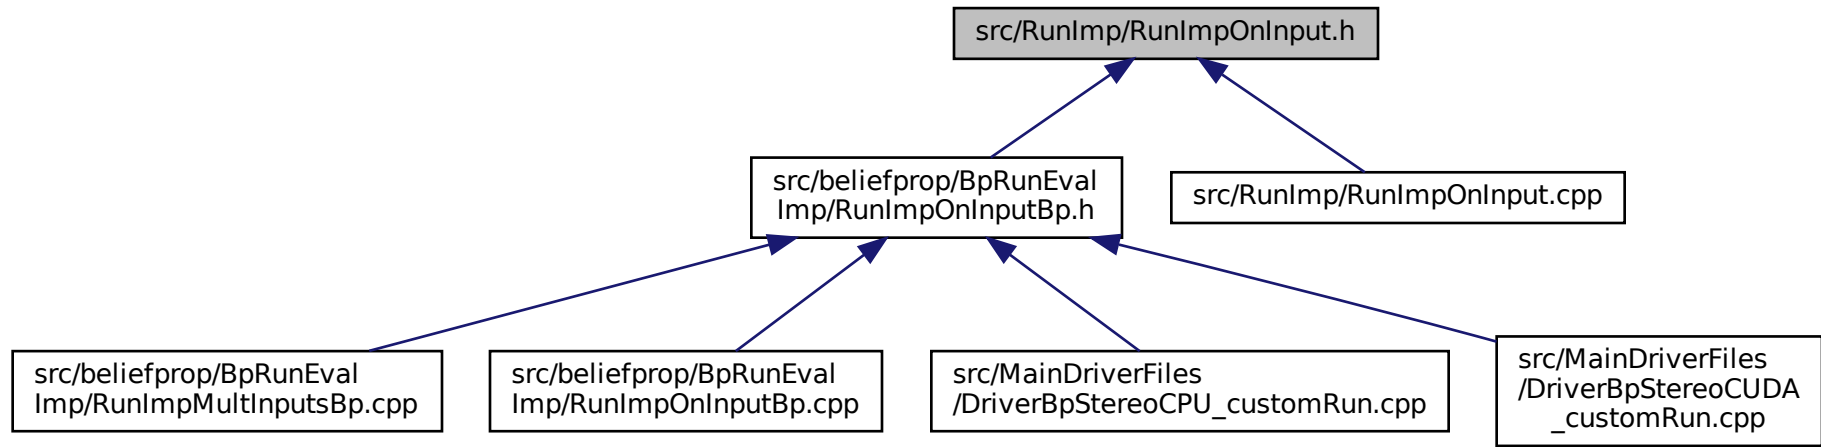 src/RunImp/RunImpOnInput.h
src/beliefprop/BpRunEval
Imp/RunImpOnInputBp.h
src/RunImp/RunImpOnInput.cpp
src/beliefprop/BpRunEval
Imp/RunImpMultInputsBp.cpp
src/beliefprop/BpRunEval
Imp/RunImpOnInputBp.cpp
src/MainDriverFiles
/DriverBpStereoCPU_customRun.cpp
src/MainDriverFiles
/DriverBpStereoCUDA
_customRun.cpp